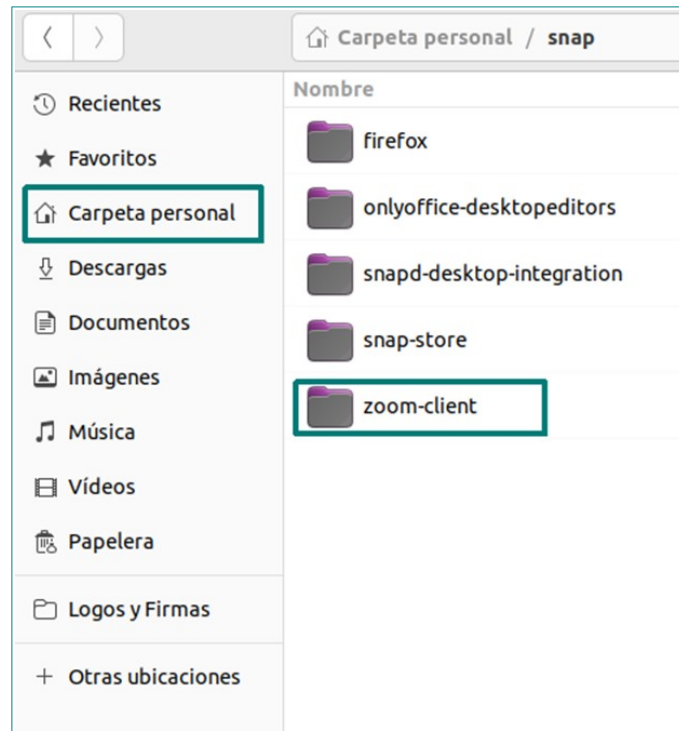 Carpeta personal / snap
Recientes
Favoritos
Carpeta personal
Descargas
Documentos
Imágenes
Música
Vídeos
Papelera
Logos y Firmas
+ Otras ubicaciones
Nombre
firefox
onlyoffice-desktopeditors
snapd-desktop-integration
snap-store
zoom-client